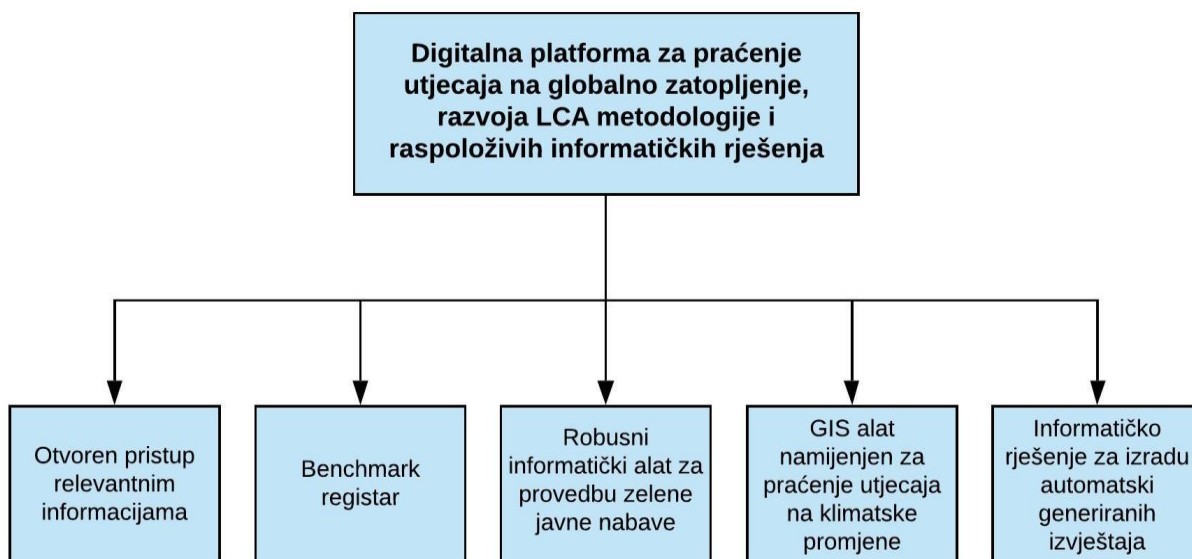 Digitalna platforma za praćenje
utjecaja na globalno zatopljenje,
razvoja LCA metodologije i
raspoloživih informatičkih rješenja
Otvoren pristup
relevantnim
informacijama
Benchmark
registar
Robusni
informatički alat za
provedbu zelene
javne nabave
GIS alat
namijenjen za
praćenje utjecaja
na klimatske
promjene
Informatičko
rješenje za izradu
automatski
generiranih
izvještaja